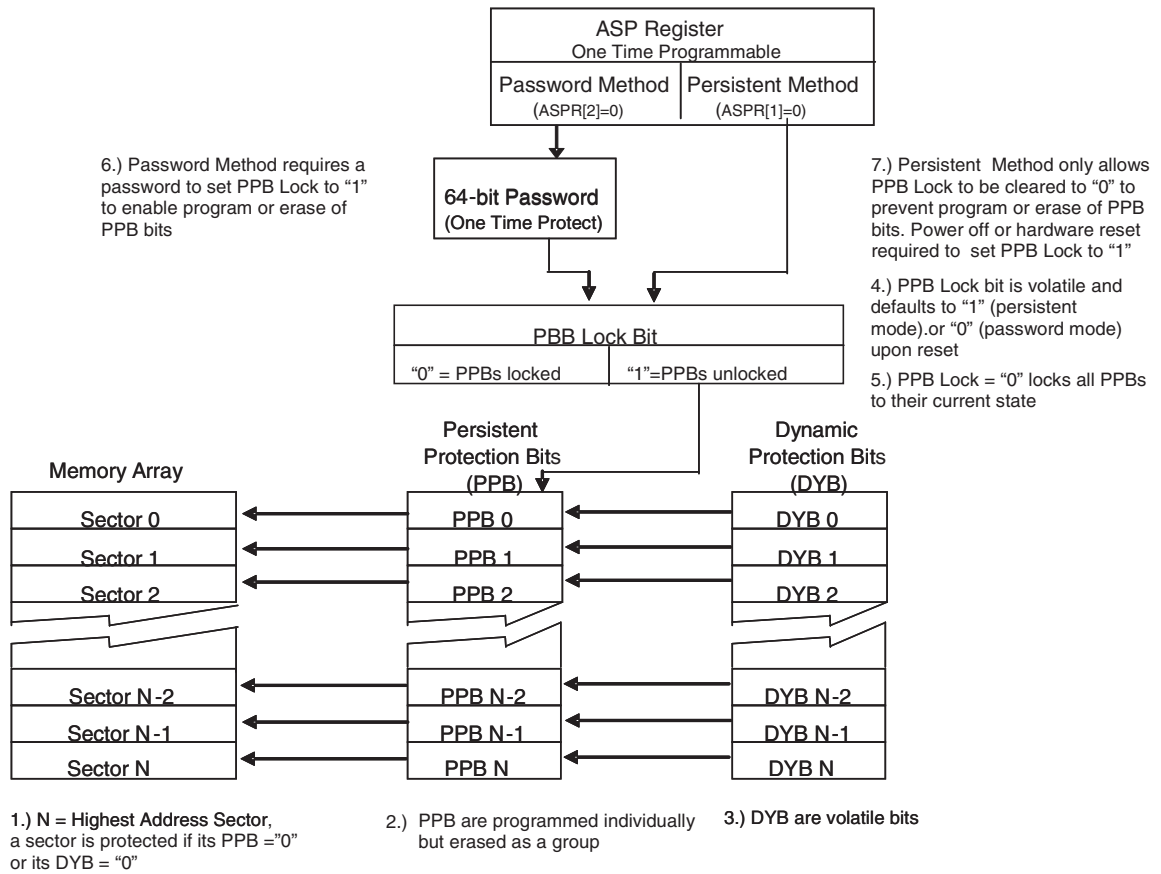 ASP Register
One Time Programmable
Password Method
(ASPR[2]=0)
Persistent Method
(ASPR[1]=0)
6.) Password Method requires a
password to set PPB Lock to “1”
to enable program or erase of
PPB bits
64-bit Password
(One Time Protect)
7.) Persistent Method only allows
PPB Lock to be cleared to “0” to
prevent program or erase of PPB
bits. Power off or hardware reset
required to set PPB Lock to “1”
4.) PPB Lock bit is volatile and
defaults to “1” (persistent
mode).or “0” (password mode)
upon reset
5.) PPB Lock = “0” locks all PPBs
to their current state
PBB Lock Bit
“0” = PPBs locked
“1”=PPBs unlocked
Memory Array
Persistent
Protection Bits
(PPB)
Dynamic
Protection Bits
(DYB)
Sector 0
PPB 0
DYB 0
Sector 1
PPB 1
DYB 1
Sector 2
PPB 2
DYB 2
Sector N-2
PPB N-2
DYB N-2
Sector N-1
PPB N-1
DYB N-1
Sector N
PPB N
DYB N
1.) N = Highest Address Sector,
a sector is protected if its PPB =”0”
or its DYB = “0”
2.) PPB are programmed individually
but erased as a group
3.) DYB are volatile bits